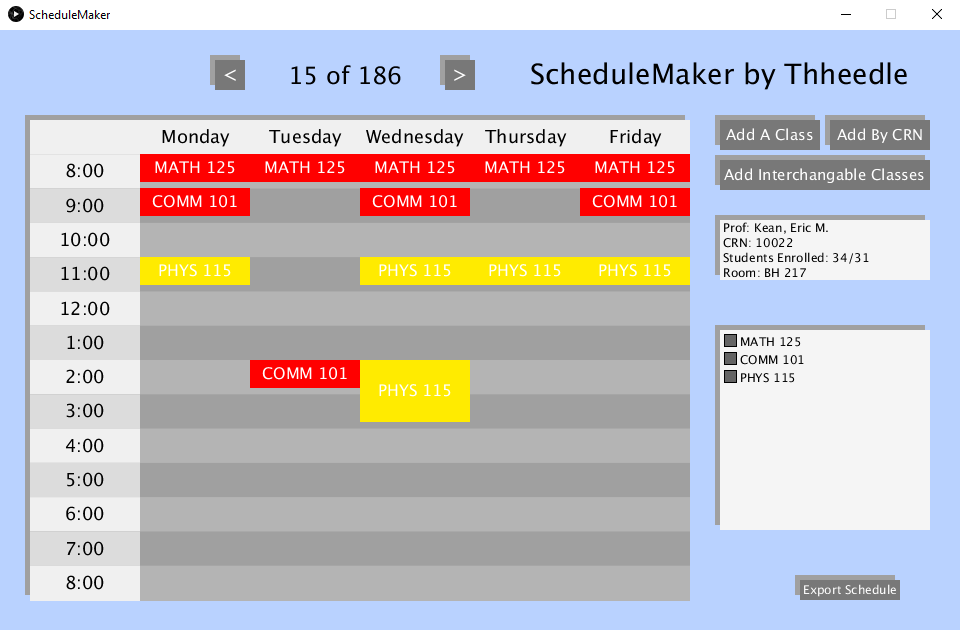 ScheduleMaker
< 15 of 186 > ScheduleMaker by Thheedle
Monday Tuesday Wednesday Thursday Friday
8:00 MATH 125 MATH 125 MATH 125 MATH 125 MATH 125
9:00 COMM 101 COMM 101 COMM 101
10:00
11:00 PHYS 115 PHYS 115 PHYS 115 PHYS 115
12:00
1:00
2:00 COMM 101
PHYS 115
3:00
4:00
5:00
6:00
7:00
8:00
Add A Class Add By CRN
Add Interchangable Classes
Prof: Kean, Eric M.
CRN: 10022
Students Enrolled: 34/31
Room: BH 217
MATH 125
COMM 101
PHYS 115
Export Schedule